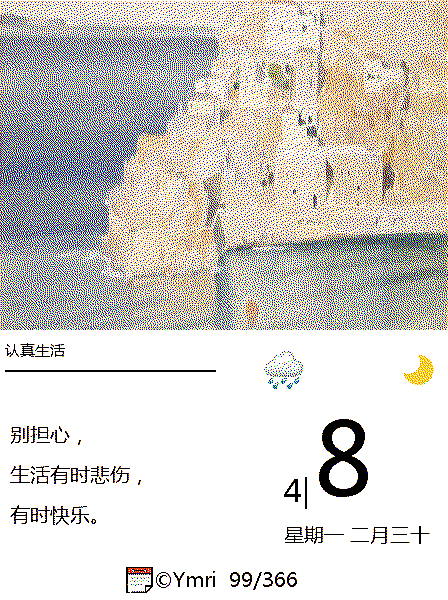 认真生活
别担心，
生活有时悲伤，
有时快乐。
4|8
星期一 二月三十
©Ymri 99/366